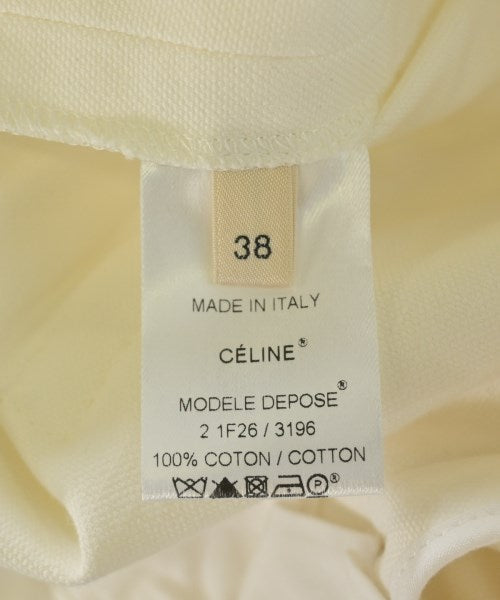 38
MADE IN ITALY
CÉLINE®
MODELE DEPOSE®
2 1F26 / 3196
100% COTON / COTTON
P